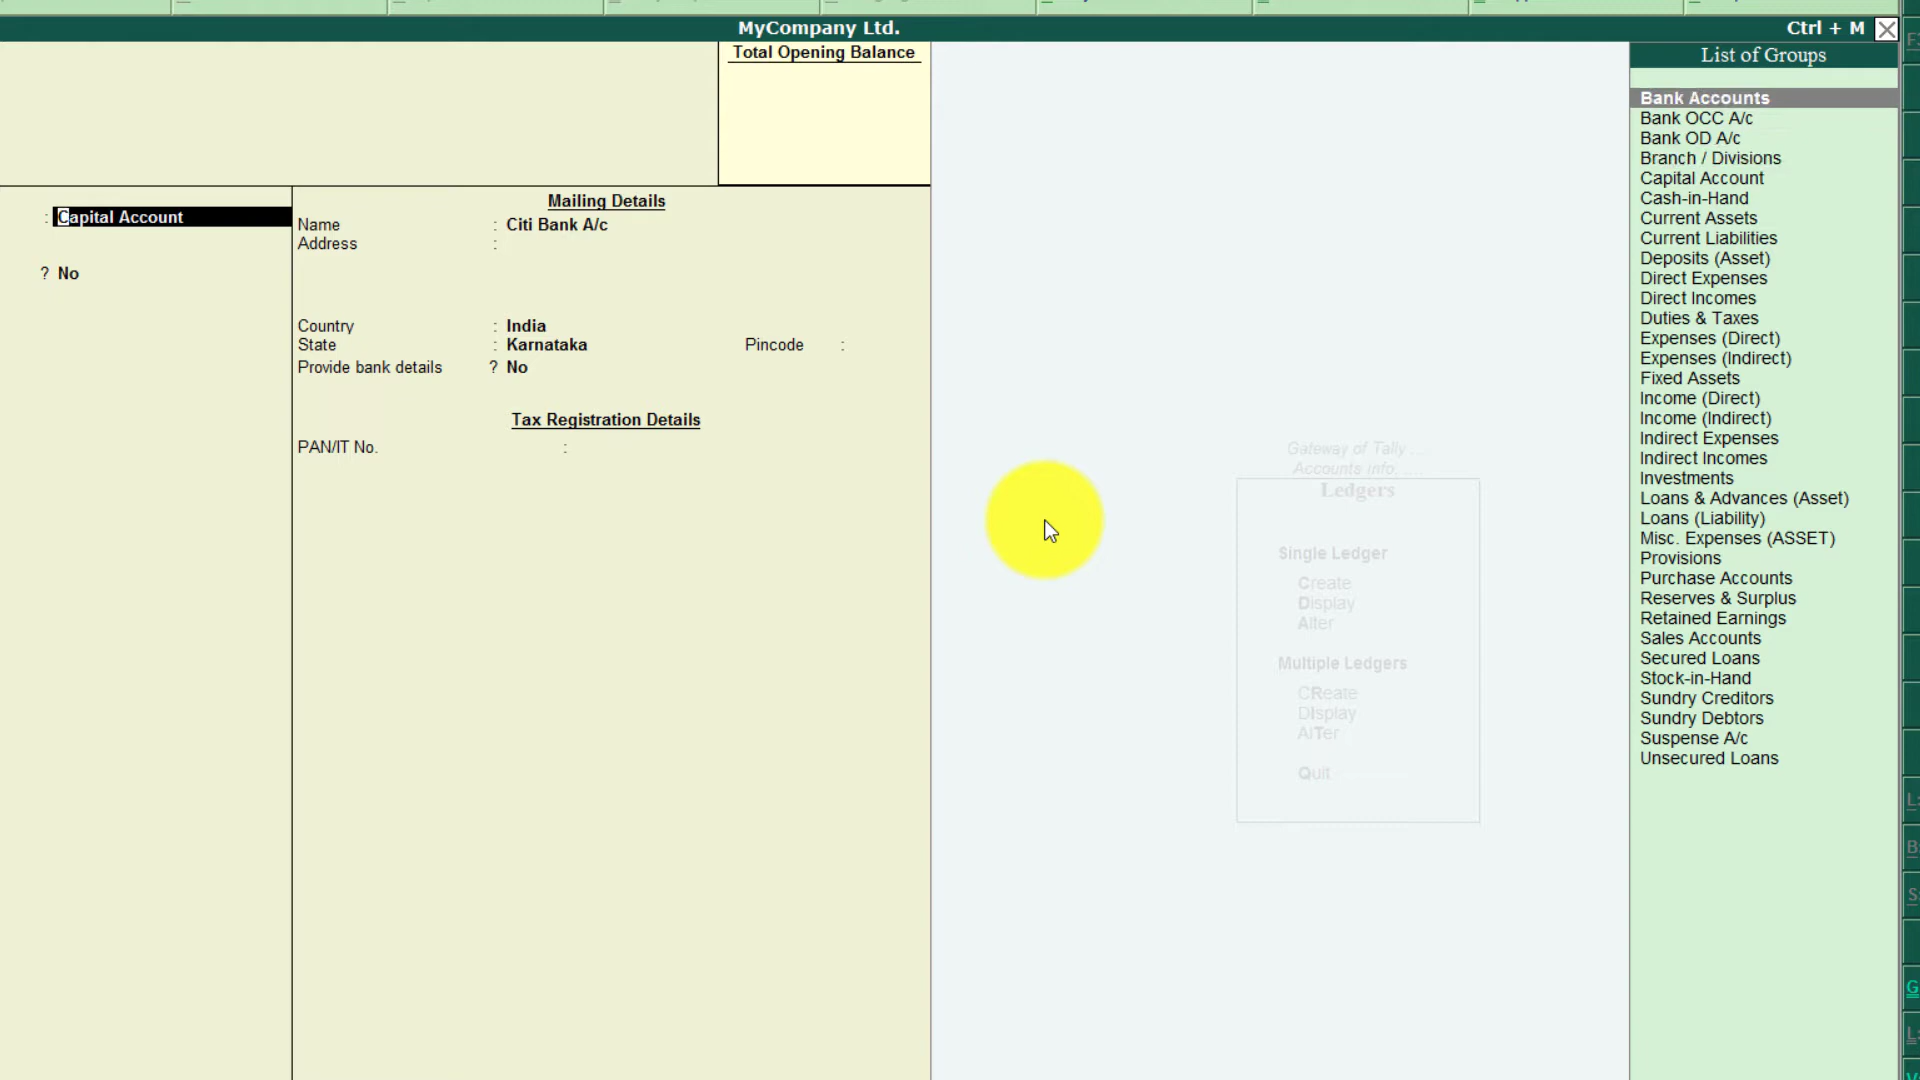 MyCompany Ltd.
Ctrl + M
Total Opening Balance
: Capital Account
? No
Mailing Details
Name : Citi Bank A/c
Address :
Country : India
State : Karnataka Pincode :
Provide bank details ? No
Tax Registration Details
PAN/IT No. :
Gateway of Tally ...
Accounts info. ...
Ledgers
Single Ledger
Create
Display
Alter
Multiple Ledgers
CReate
DIsplay
AlTer
Quit
List of Groups
Bank Accounts
Bank OCC A/c
Bank OD A/c
Branch / Divisions
Capital Account
Cash-in-Hand
Current Assets
Current Liabilities
Deposits (Asset)
Direct Expenses
Direct Incomes
Duties & Taxes
Expenses (Direct)
Expenses (Indirect)
Fixed Assets
Income (Direct)
Income (Indirect)
Indirect Expenses
Indirect Incomes
Investments
Loans & Advances (Asset)
Loans (Liability)
Misc. Expenses (ASSET)
Provisions
Purchase Accounts
Reserves & Surplus
Retained Earnings
Sales Accounts
Secured Loans
Stock-in-Hand
Sundry Creditors
Sundry Debtors
Suspense A/c
Unsecured Loans